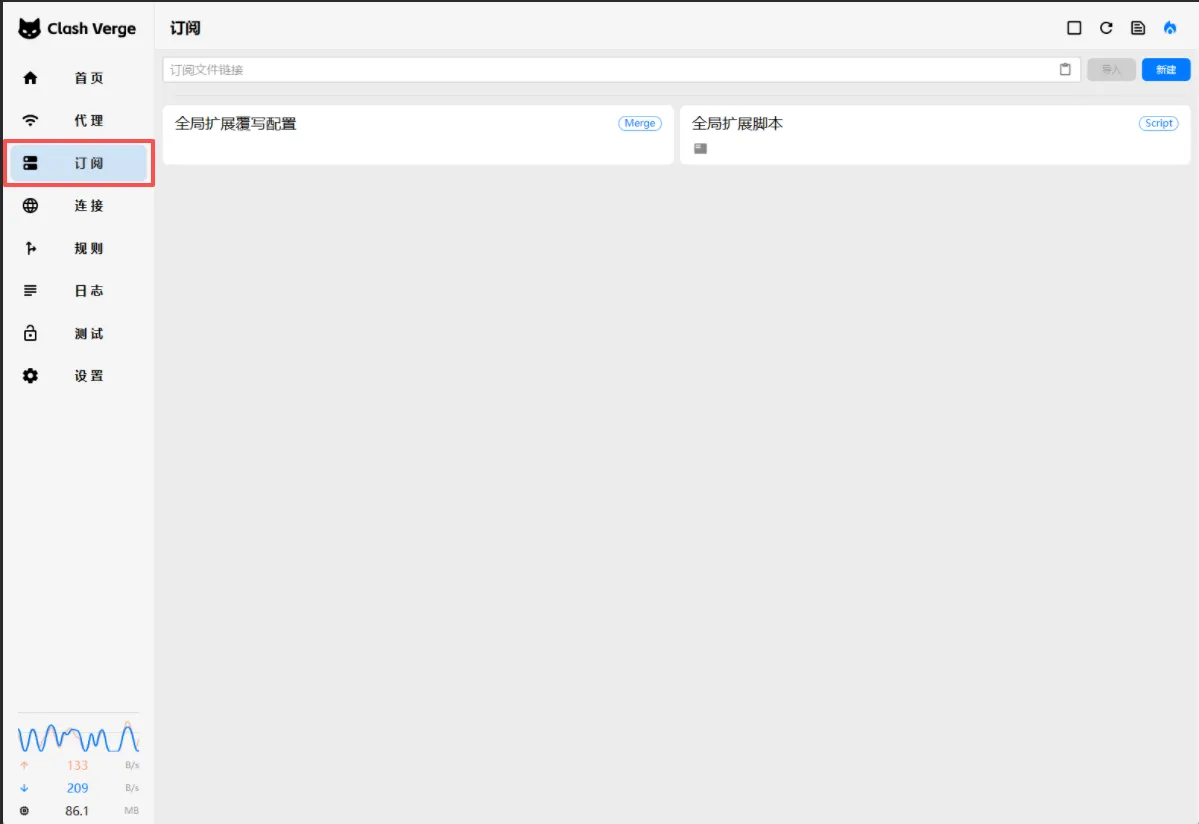 Clash Verge
首 页
代 理
订 阅
连 接
规 则
日 志
测 试
设 置
133 B/s
209 B/s
86.1 MB
订阅
订阅文件链接
导入
新建
全局扩展覆写配置
Merge
全局扩展脚本
Script